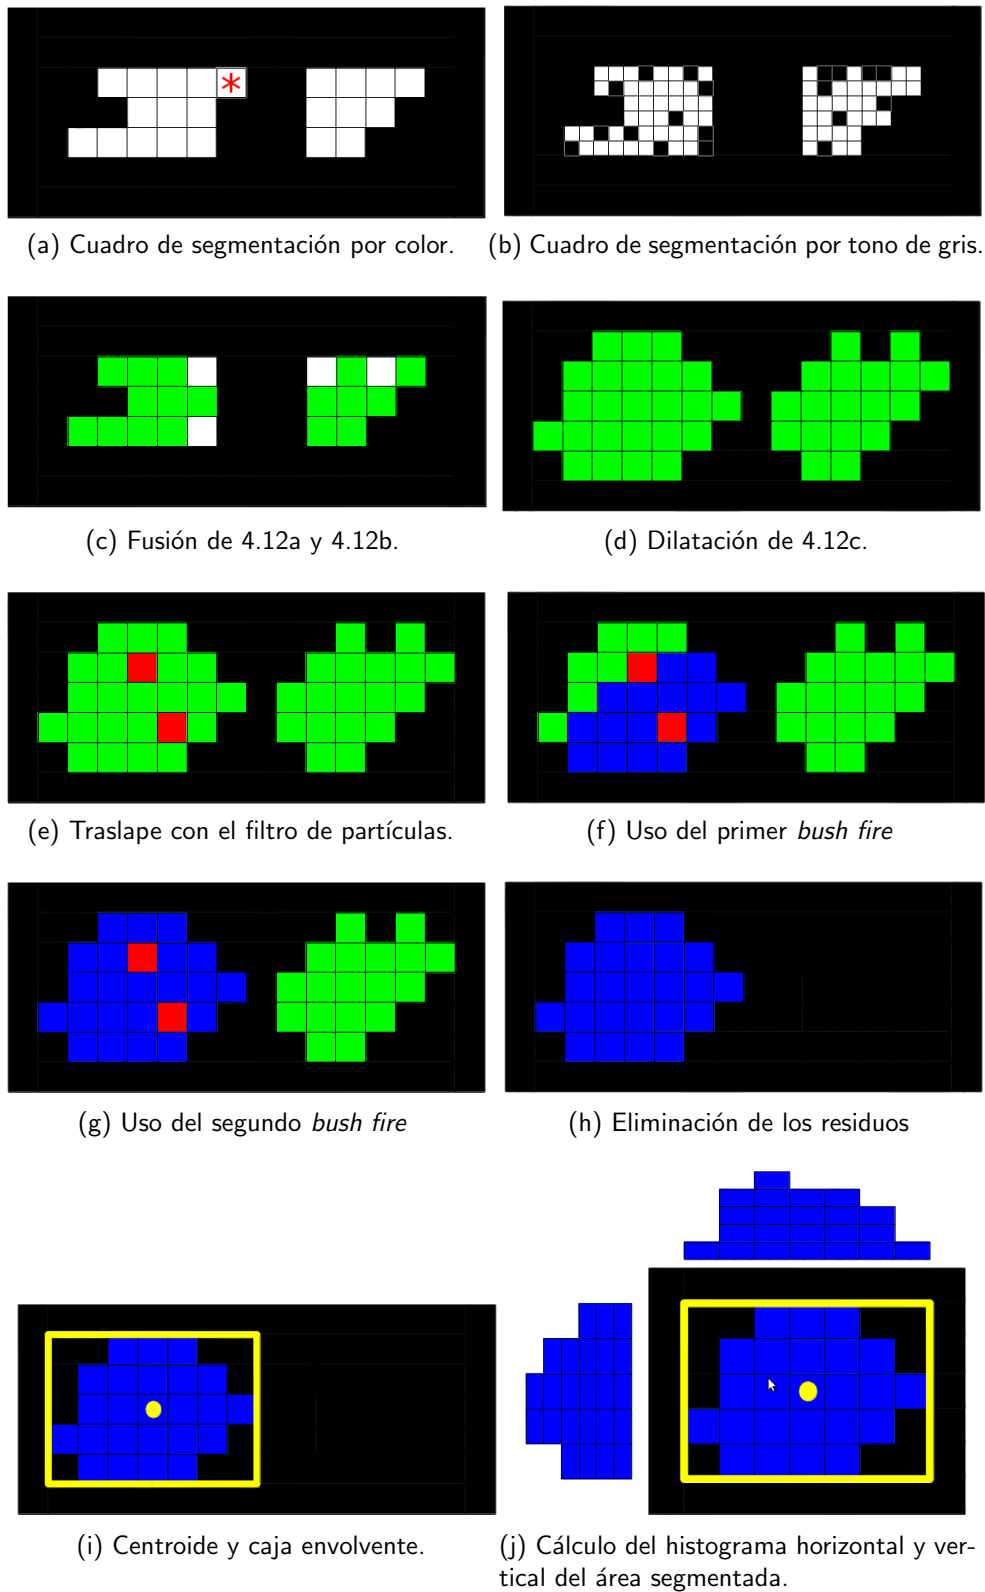 (a) Cuadro de segmentación por color.
(b) Cuadro de segmentación por tono de gris.
(c) Fusión de 4.12a y 4.12b.
(d) Dilatación de 4.12c.
(e) Traslape con el filtro de partículas.
(f) Uso del primer bush fire
(g) Uso del segundo bush fire
(h) Eliminación de los residuos
(i) Centroide y caja envolvente.
(j) Cálculo del histograma horizontal y ver-
tical del área segmentada.